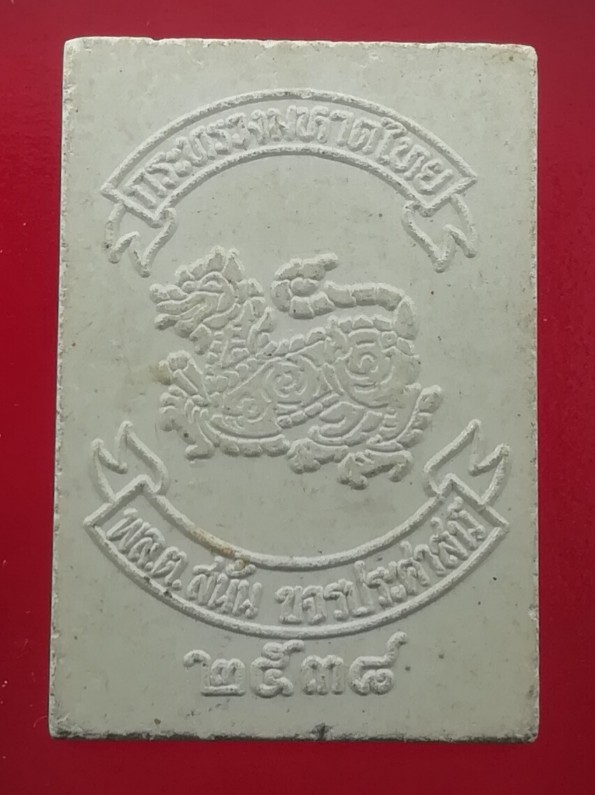 กระทรวงมหาดไทย
พล.ต. สนั่น ขจรประศาสน์
๒๕๓๘